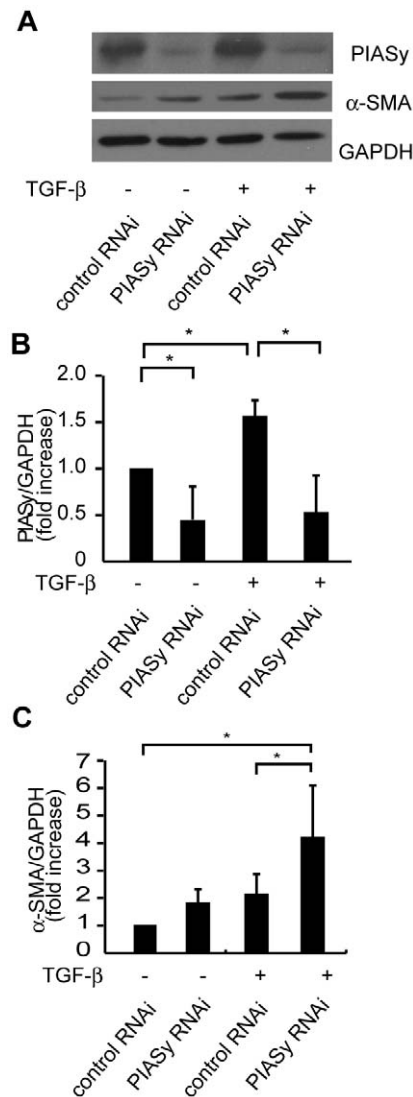 A
PIASy
α-SMA
GAPDH
TGF-β - - + +
control RNAi
PIASy RNAi
control RNAi
PIASy RNAi
B
* * *
PIASy/GAPDH
(fold increase)
2.0
1.5
1.0
0.5
0
TGF-β - - + +
control RNAi
PIASy RNAi
control RNAi
PIASy RNAi
C
* *
α-SMA/GAPDH
(fold increase)
7
6
5
4
3
2
1
0
TGF-β - - + +
control RNAi
PIASy RNAi
control RNAi
PIASy RNAi